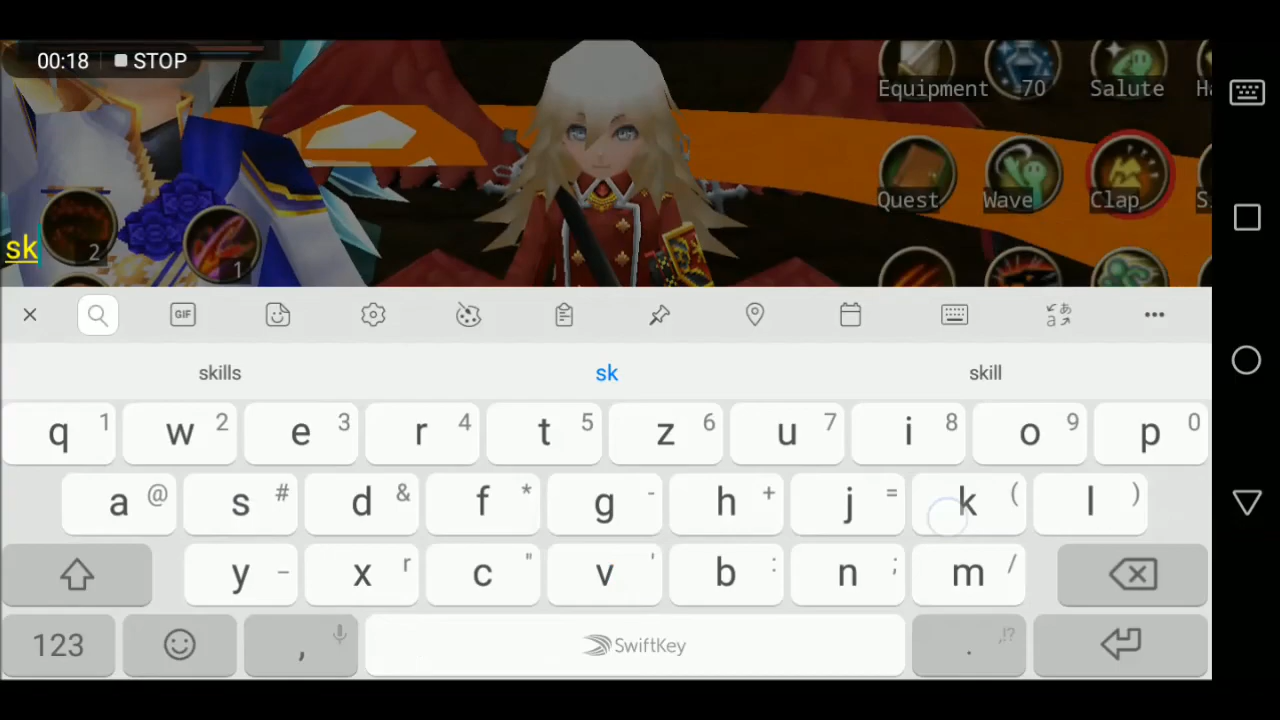 00:18 STOP
Equipment 70 Salute
Quest Wave Clap
2
1
sk
GIF
skills sk skill
q 1 w 2 e 3 r 4 t 5 z 6 u 7 i 8 o 9 p 0
a @ s # d & f * g - h + j = k ( l )
y _ x r c " v ' b : n ; m /
123 , SwiftKey . ,!?